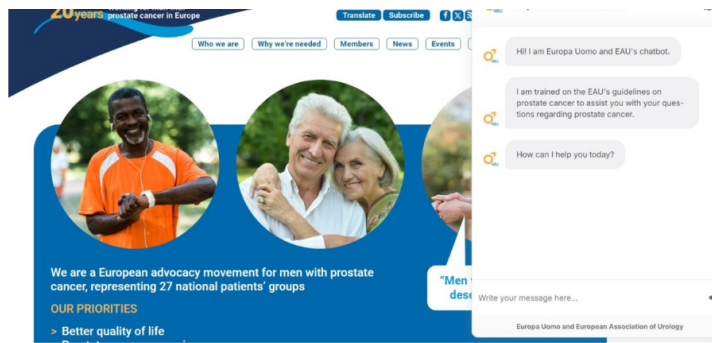 20years
prostate cancer in Europe
Translate
Subscribe
Who we are
Why we're needed
Members
News
Events
We are a European advocacy movement for men with prostate
cancer, representing 27 national patients' groups
OUR PRIORITIES
> Better quality of life
"Men
Hi! I am Europa Uomo and EAU's chatbot.
I am trained on the EAU's guidelines on
prostate cancer to assist you with your ques-
tions regarding prostate cancer.
How can I help you today?
Write your message here...
Europa Uomo and European Association of Urology